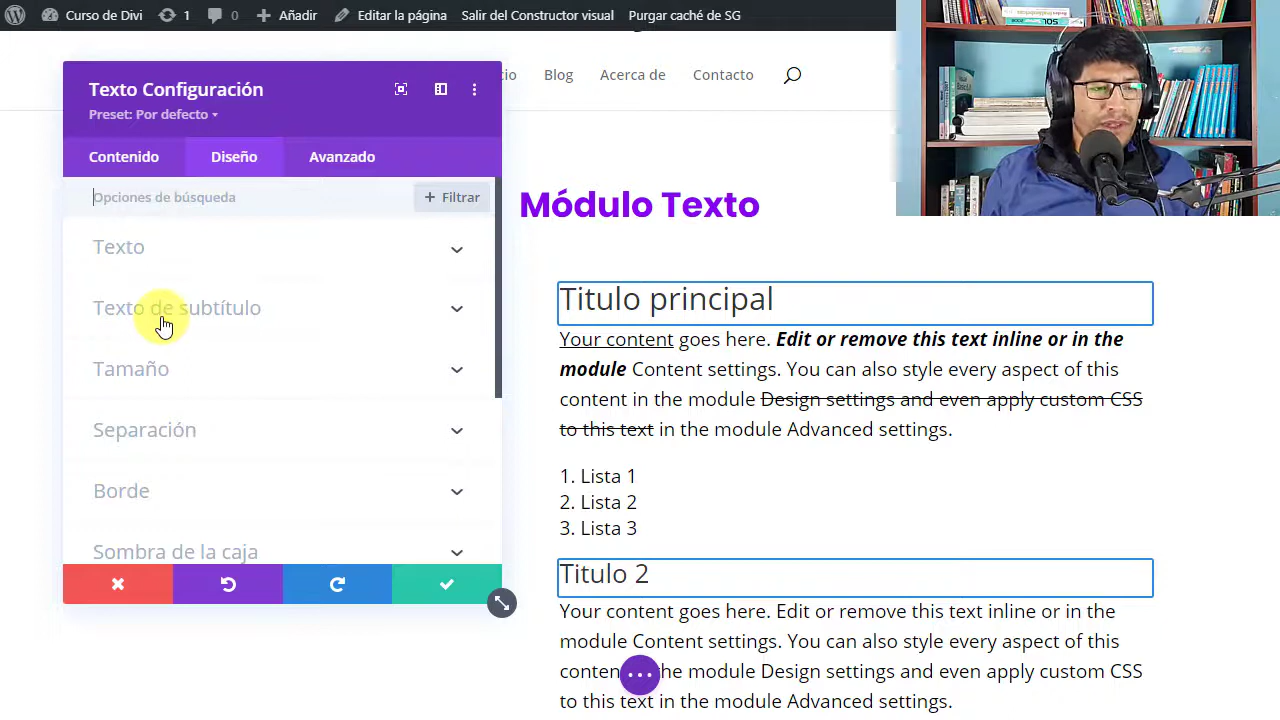 Curso de Divi 1 0 Añadir Editar la página Salir del Constructor visual Purgar caché de SG
cio Blog Acerca de Contacto
Texto Configuración
Preset: Por defecto
Contenido Diseño Avanzado
Opciones de búsqueda + Filtrar
Texto
Texto de subtítulo
Tamaño
Separación
Borde
Sombra de la caja
Módulo Texto
Titulo principal
Your content goes here. Edit or remove this text inline or in the
module Content settings. You can also style every aspect of this
content in the module Design settings and even apply custom CSS
to this text in the module Advanced settings.
1. Lista 1
2. Lista 2
3. Lista 3
Titulo 2
Your content goes here. Edit or remove this text inline or in the
module Content settings. You can also style every aspect of this
conten he module Design settings and even apply custom CSS
to this text in the module Advanced settings.